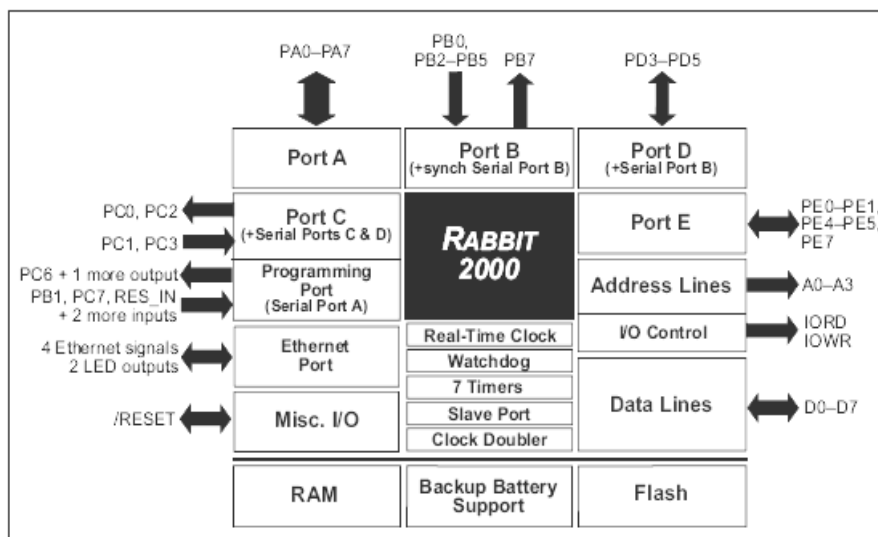 PA0–PA7
PB0,
PB2–PB5
PB7
PD3–PD5
Port A
Port B
(+synch Serial Port B)
Port D
(+Serial Port B)
PC0, PC2
PC1, PC3
Port C
(+Serial Ports C & D)
RABBIT
2000
Port E
PE0–PE1,
PE4–PE5,
PE7
PC6 + 1 more output
PB1, PC7, RES_IN
+ 2 more inputs
Programming
Port
(Serial Port A)
Address Lines
A0–A3
Real-Time Clock
I/O Control
IORD
IOWR
4 Ethernet signals
2 LED outputs
Ethernet
Port
Watchdog
7 Timers
/RESET
Misc. I/O
Slave Port
Clock Doubler
Data Lines
D0–D7
RAM
Backup Battery
Support
Flash